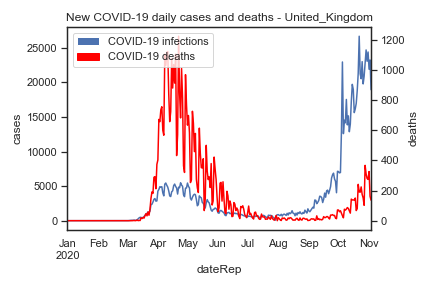 New COVID-19 daily cases and deaths - United_Kingdom
COVID-19 infections
COVID-19 deaths
25000
20000
15000
10000
5000
0
cases
1200
1000
800
600
400
200
0
deaths
Jan Feb Mar Apr May Jun Jul Aug Sep Oct Nov
2020
dateRep